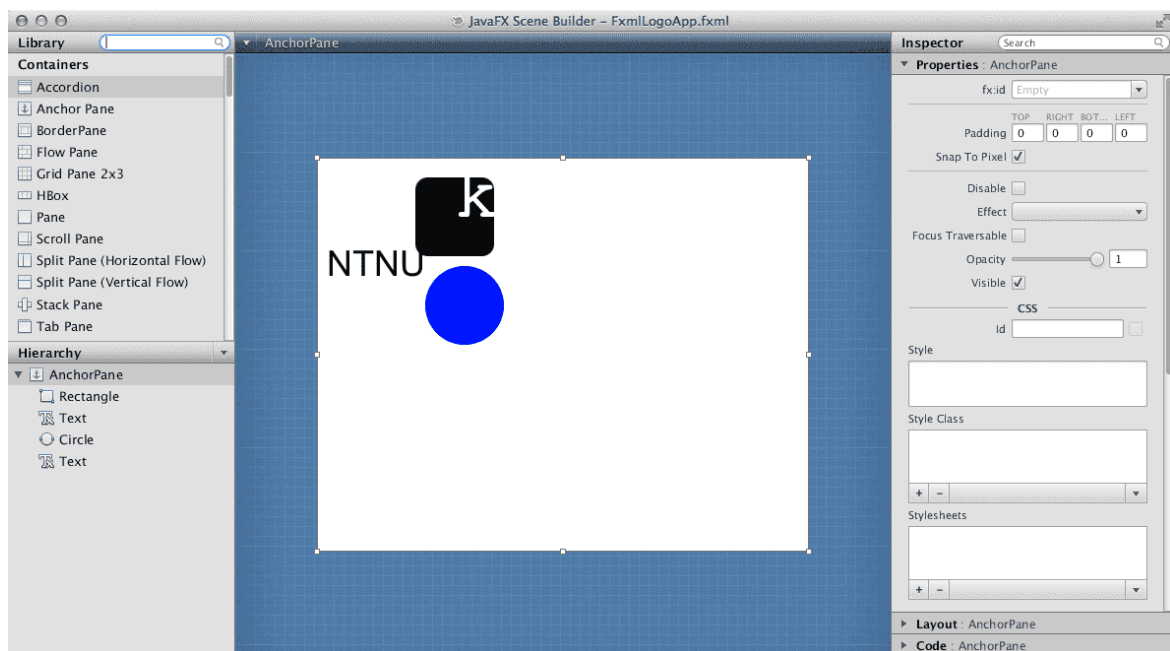 JavaFX Scene Builder – FxmlLogoApp.fxml
Library
Containers
Accordion
Anchor Pane
BorderPane
Flow Pane
Grid Pane 2x3
HBox
Pane
Scroll Pane
Split Pane (Horizontal Flow)
Split Pane (Vertical Flow)
Stack Pane
Tab Pane
Hierarchy
AnchorPane
Rectangle
Text
Circle
Text
AnchorPane
k
NTNU
Inspector Search
Properties : AnchorPane
fx:id Empty
TOP RIGHT BOT... LEFT
Padding 0 0 0 0
Snap To Pixel
Disable
Effect
Focus Traversable
Opacity 1
Visible
CSS
Id
Style
Style Class
+ –
Stylesheets
+ –
Layout : AnchorPane
Code : AnchorPane